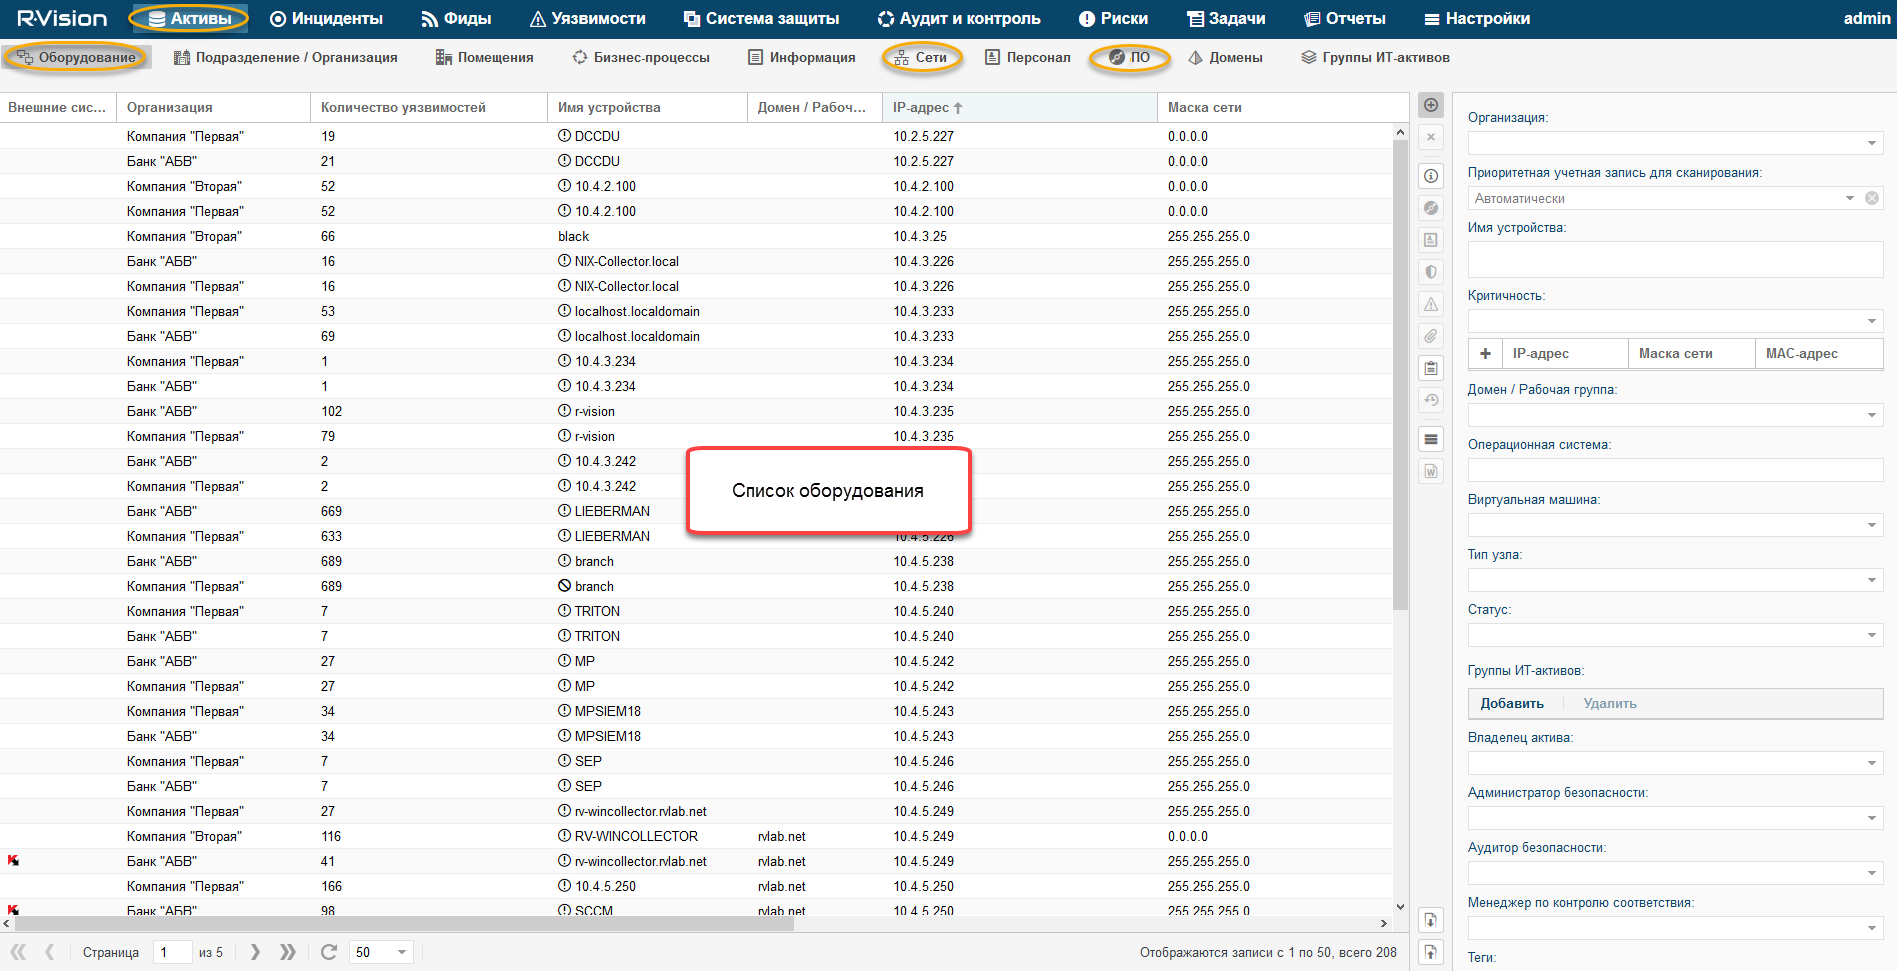 R·Vision Активы Инциденты Фиды Уязвимости Система защиты Аудит и контроль Риски Задачи Отчеты Настройки admin
Оборудование Подразделение / Организация Помещения Бизнес-процессы Информация Сети Персонал ПО Домены Группы ИТ-активов
Внешние сис... Организация Количество уязвимостей Имя устройства Домен / Рабоч... IP-адрес Маска сети
Компания "Первая" 19 DCCDU 10.2.5.227 0.0.0.0
Банк "АБВ" 21 DCCDU 10.2.5.227 0.0.0.0
Компания "Вторая" 52 10.4.2.100 10.4.2.100 0.0.0.0
Компания "Первая" 52 10.4.2.100 10.4.2.100 0.0.0.0
Компания "Вторая" 66 black 10.4.3.25 255.255.255.0
Банк "АБВ" 16 NIX-Collector.local 10.4.3.226 255.255.255.0
Компания "Первая" 16 NIX-Collector.local 10.4.3.226 255.255.255.0
Компания "Первая" 53 localhost.localdomain 10.4.3.233 255.255.255.0
Банк "АБВ" 69 localhost.localdomain 10.4.3.233 255.255.255.0
Компания "Первая" 1 10.4.3.234 10.4.3.234 255.255.255.0
Банк "АБВ" 1 10.4.3.234 10.4.3.234 255.255.255.0
Банк "АБВ" 102 r-vision 10.4.3.235 255.255.255.0
Компания "Первая" 79 r-vision 10.4.3.235 255.255.255.0
Банк "АБВ" 2 10.4.3.242 255.255.255.0
Компания "Первая" 2 10.4.3.242 255.255.255.0
Список оборудования
Банк "АБВ" 669 LIEBERMAN 255.255.255.0
Компания "Первая" 633 LIEBERMAN 10.4.5.226 255.255.255.0
Банк "АБВ" 689 branch 10.4.5.238 255.255.255.0
Компания "Первая" 689 branch 10.4.5.238 255.255.255.0
Компания "Первая" 7 TRITON 10.4.5.240 255.255.255.0
Банк "АБВ" 7 TRITON 10.4.5.240 255.255.255.0
Банк "АБВ" 27 MP 10.4.5.242 255.255.255.0
Компания "Первая" 27 MP 10.4.5.242 255.255.255.0
Компания "Первая" 34 MPSIEM18 10.4.5.243 255.255.255.0
Банк "АБВ" 34 MPSIEM18 10.4.5.243 255.255.255.0
Компания "Первая" 7 SEP 10.4.5.246 255.255.255.0
Банк "АБВ" 7 SEP 10.4.5.246 255.255.255.0
Компания "Первая" 27 rv-wincollector.rvlab.net 10.4.5.249 255.255.255.0
Компания "Вторая" 116 RV-WINCOLLECTOR rvlab.net 10.4.5.249 0.0.0.0
Банк "АБВ" 41 rv-wincollector.rvlab.net rvlab.net 10.4.5.249 255.255.255.0
Компания "Первая" 166 10.4.5.250 rvlab.net 10.4.5.250 255.255.255.0
Банк "АБВ" 98 SCCM rvlab.net 10.4.5.250 255.255.255.0
Страница 1 из 5 50 Отображаются записи с 1 по 50, всего 208
Организация:
Приоритетная учетная запись для сканирования:
Автоматически
Имя устройства:
Критичность:
+ IP-адрес Маска сети MAC-адрес
Домен / Рабочая группа:
Операционная система:
Виртуальная машина:
Тип узла:
Статус:
Группы ИТ-активов:
Добавить Удалить
Владелец актива:
Администратор безопасности:
Аудитор безопасности:
Менеджер по контролю соответствия:
Теги: